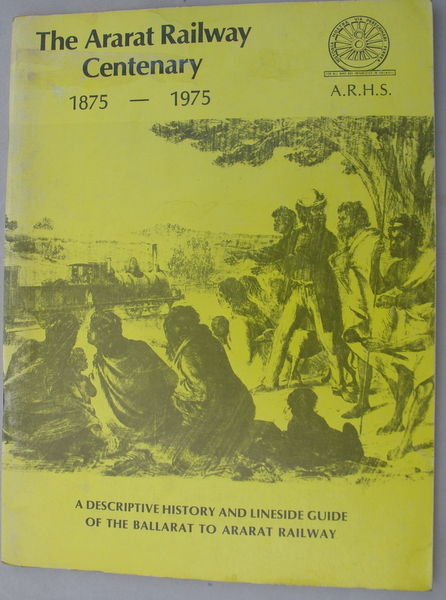 The Ararat Railway
Centenary
1875 — 1975
A.R.H.S.
A DESCRIPTIVE HISTORY AND LINESIDE GUIDE
OF THE BALLARAT TO ARARAT RAILWAY